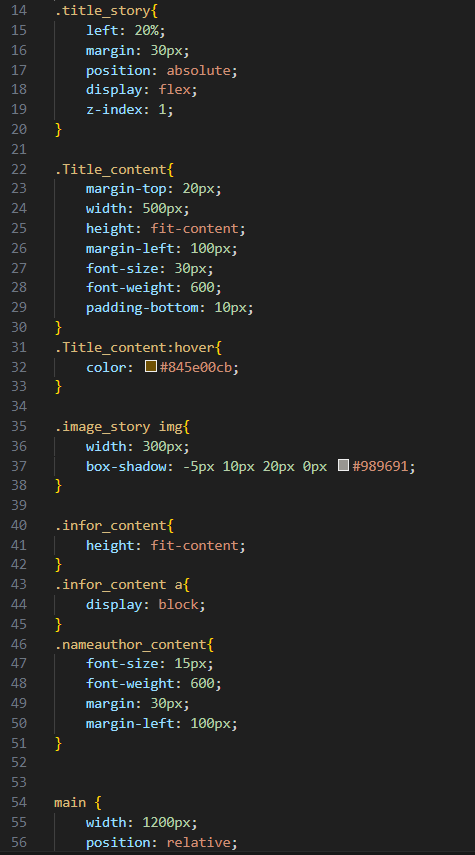 14 .title_story{
15 left: 20%;
16 margin: 30px;
17 position: absolute;
18 display: flex;
19 z-index: 1;
20 }
21
22 .Title_content{
23 margin-top: 20px;
24 width: 500px;
25 height: fit-content;
26 margin-left: 100px;
27 font-size: 30px;
28 font-weight: 600;
29 padding-bottom: 10px;
30 }
31 .Title_content:hover{
32 color: #845e00cb;
33 }
34
35 .image_story img{
36 width: 300px;
37 box-shadow: -5px 10px 20px 0px #989691;
38 }
39
40 .infor_content{
41 height: fit-content;
42 }
43 .infor_content a{
44 display: block;
45 }
46 .nameauthor_content{
47 font-size: 15px;
48 font-weight: 600;
49 margin: 30px;
50 margin-left: 100px;
51 }
52
53
54 main {
55 width: 1200px;
56 position: relative;